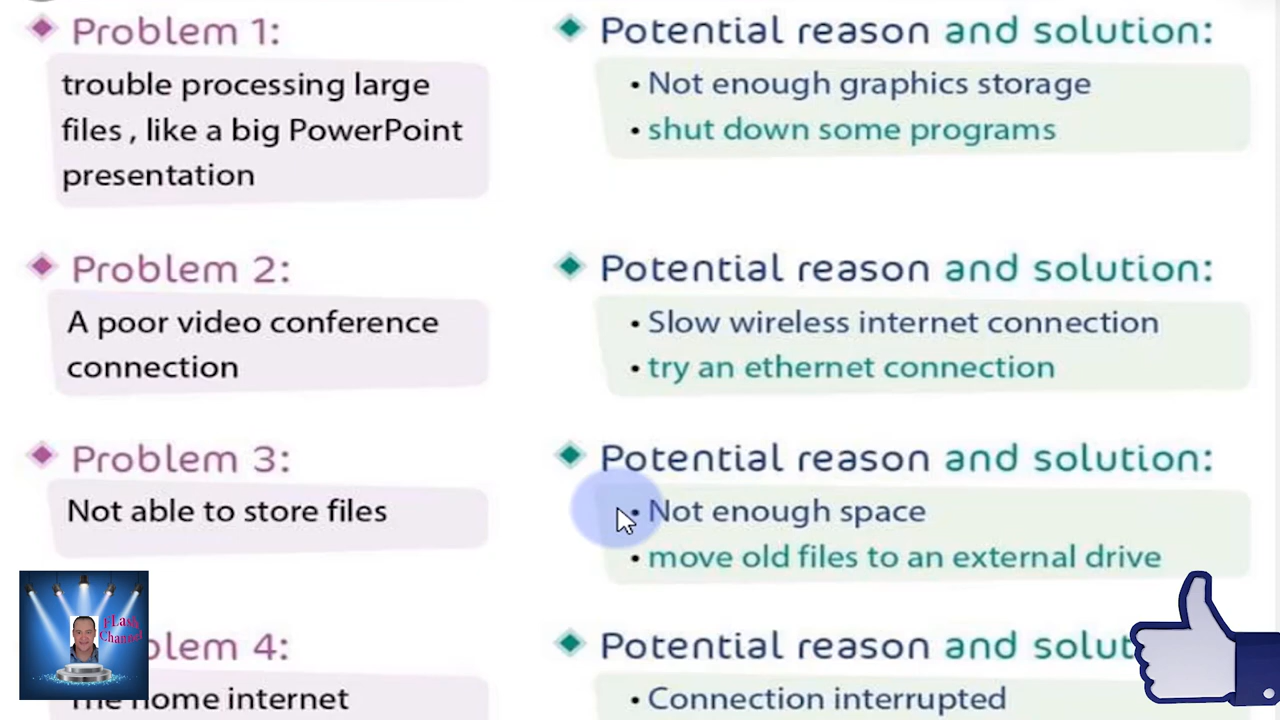 Problem 1:
trouble processing large
files , like a big PowerPoint
presentation
Potential reason and solution:
• Not enough graphics storage
• shut down some programs
Problem 2:
A poor video conference
connection
Potential reason and solution:
• Slow wireless internet connection
• try an ethernet connection
Problem 3:
Not able to store files
Potential reason and solution:
• Not enough space
• move old files to an external drive
4:
The home internet
Potential reason and
• Connection interrupted
fLash
Channel